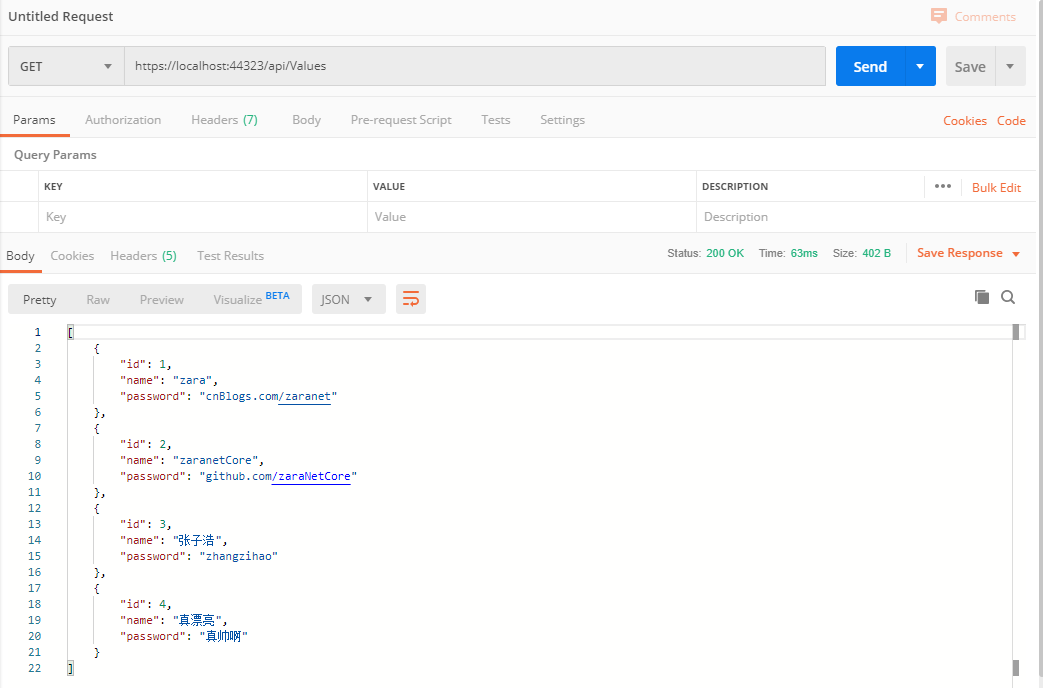 Untitled Request
Comments
GET https://localhost:44323/api/Values Send Save
Params Authorization Headers (7) Body Pre-request Script Tests Settings Cookies Code
Query Params
KEY VALUE DESCRIPTION ••• Bulk Edit
Key Value Description
Body Cookies Headers (5) Test Results Status: 200 OK Time: 63ms Size: 402 B Save Response
Pretty Raw Preview Visualize BETA JSON
1 [
2 {
3 "id": 1,
4 "name": "zara",
5 "password": "cnBlogs.com/zaranet"
6 },
7 {
8 "id": 2,
9 "name": "zaranetCore",
10 "password": "github.com/zaraNetCore"
11 },
12 {
13 "id": 3,
14 "name": "张子浩",
15 "password": "zhangzihao"
16 },
17 {
18 "id": 4,
19 "name": "真漂亮",
20 "password": "真帅啊"
21 }
22 ]